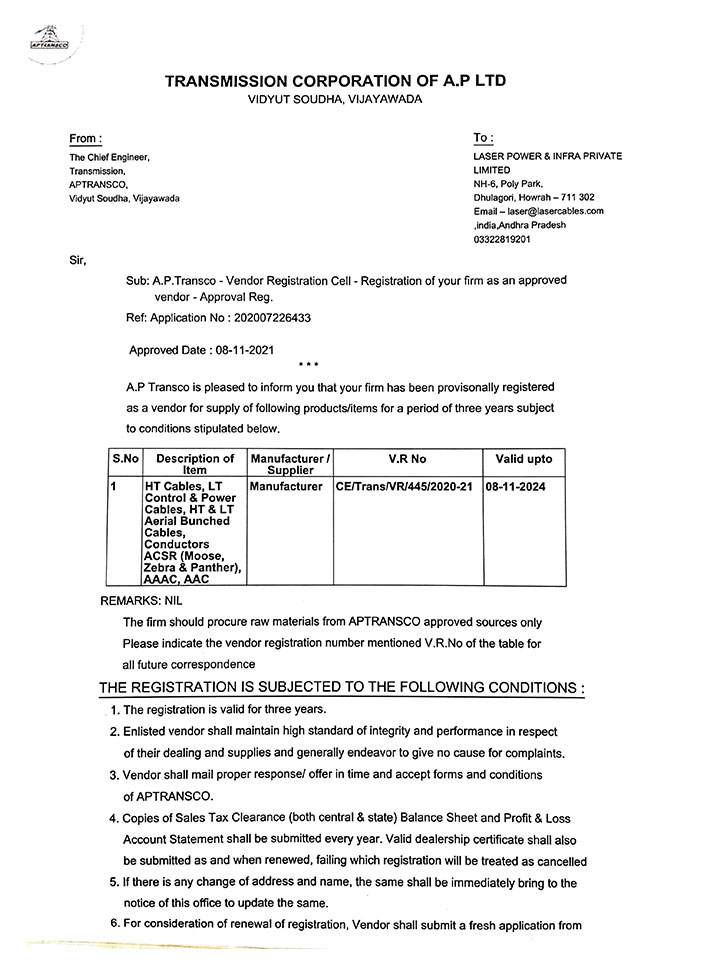 APTRANSCO
TRANSMISSION CORPORATION OF A.P LTD
VIDYUT SOUDHA, VIJAYAWADA
From :
The Chief Engineer,
Transmission,
APTRANSCO,
Vidyut Soudha, Vijayawada
To :
LASER POWER & INFRA PRIVATE
LIMITED
NH-6, Poly Park,
Dhulagori, Howrah – 711 302
Email – laser@lasercables.com
,india,Andhra Pradesh
03322819201
Sir,
Sub: A.P.Transco - Vendor Registration Cell - Registration of your firm as an approved
vendor - Approval Reg.
Ref: Application No : 202007226433
Approved Date : 08-11-2021
* * *
A.P Transco is pleased to inform you that your firm has been provisonally registered
as a vendor for supply of following products/items for a period of three years subject
to conditions stipulated below.
S.No Description of Item Manufacturer / Supplier V.R No Valid upto
1 HT Cables, LT Manufacturer CE/Trans/VR/445/2020-21 08-11-2024
Control & Power
Cables, HT & LT
Aerial Bunched
Cables,
Conductors
ACSR (Moose,
Zebra & Panther),
AAAC, AAC
REMARKS: NIL
The firm should procure raw materials from APTRANSCO approved sources only
Please indicate the vendor registration number mentioned V.R.No of the table for
all future correspondence
THE REGISTRATION IS SUBJECTED TO THE FOLLOWING CONDITIONS :
1. The registration is valid for three years.
2. Enlisted vendor shall maintain high standard of integrity and performance in respect
of their dealing and supplies and generally endeavor to give no cause for complaints.
3. Vendor shall mail proper response/ offer in time and accept forms and conditions
of APTRANSCO.
4. Copies of Sales Tax Clearance (both central & state) Balance Sheet and Profit & Loss
Account Statement shall be submitted every year. Valid dealership certificate shall also
be submitted as and when renewed, failing which registration will be treated as cancelled
5. If there is any change of address and name, the same shall be immediately bring to the
notice of this office to update the same.
6. For consideration of renewal of registration, Vendor shall submit a fresh application from